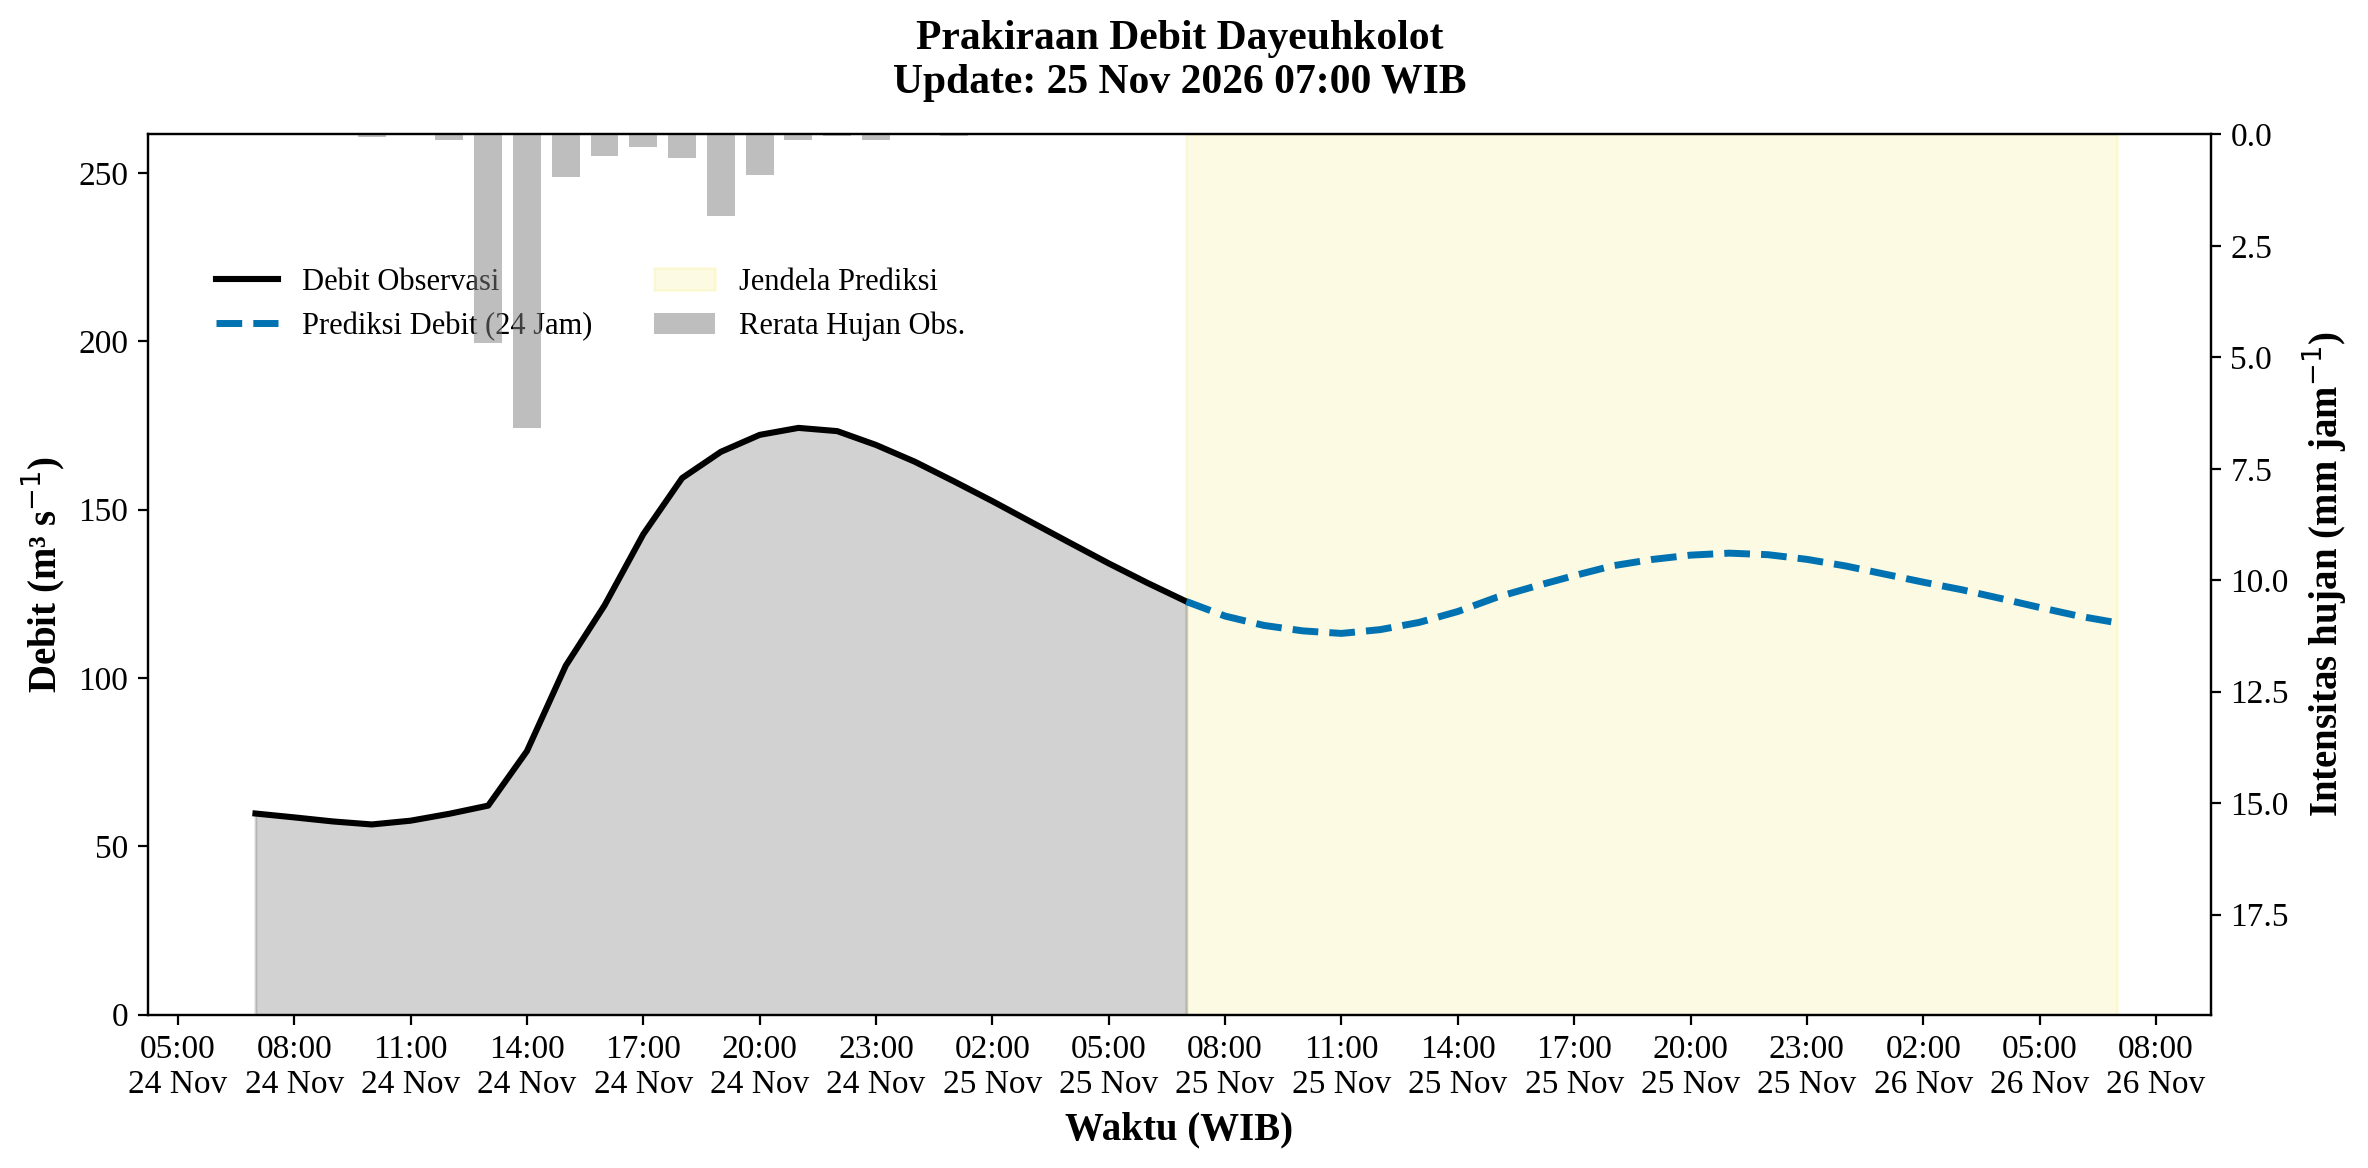 Prakiraan Debit Dayeuhkolot
Update: 25 Nov 2026 07:00 WIB
Debit (m³ s⁻¹)
250
200
150
100
50
0
Debit Observasi
Prediksi Debit (24 Jam)
Jendela Prediksi
Rerata Hujan Obs.
0.0
2.5
5.0
7.5
10.0
12.5
15.0
17.5
Intensitas hujan (mm jam⁻¹)
05:00 08:00 11:00 14:00 17:00 20:00 23:00 02:00 05:00 08:00 11:00 14:00 17:00 20:00 23:00 02:00 05:00 08:00
24 Nov 24 Nov 24 Nov 24 Nov 24 Nov 24 Nov 24 Nov 25 Nov 25 Nov 25 Nov 25 Nov 25 Nov 25 Nov 25 Nov 25 Nov 26 Nov 26 Nov 26 Nov
Waktu (WIB)